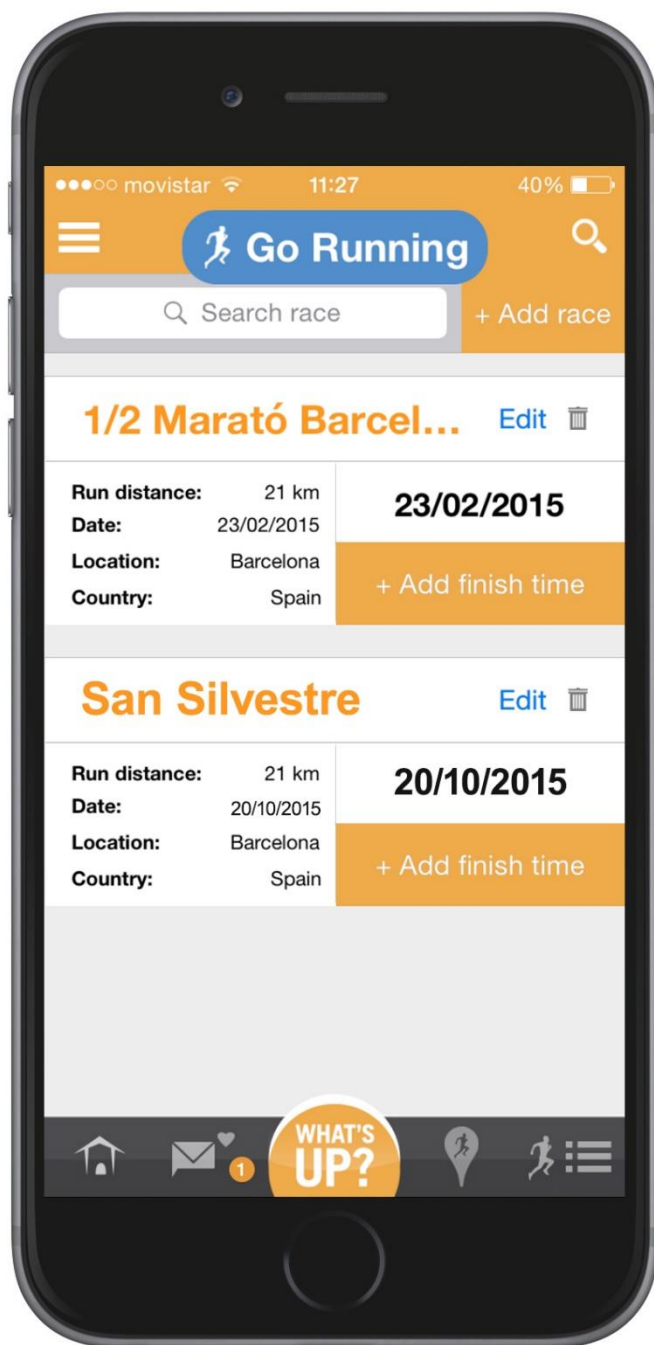 movistar 11:27 40%
Go Running
Search race
+ Add race
1/2 Marató Barcel... Edit
Run distance: 21 km
Date: 23/02/2015
Location: Barcelona
Country: Spain
23/02/2015
+ Add finish time
San Silvestre Edit
Run distance: 21 km
Date: 20/10/2015
Location: Barcelona
Country: Spain
20/10/2015
+ Add finish time
1
WHAT'S
UP?